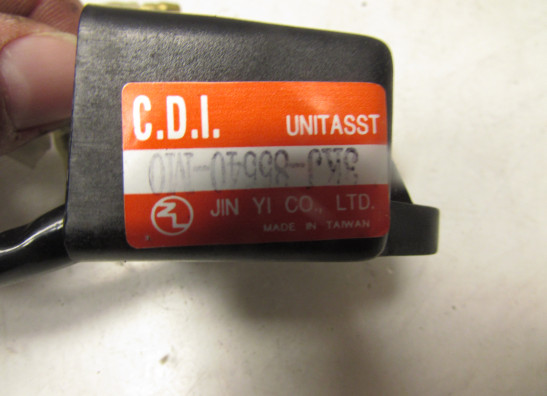 C.D.I. UNITASST
JIN YI CO., LTD.
MADE IN TAIWAN